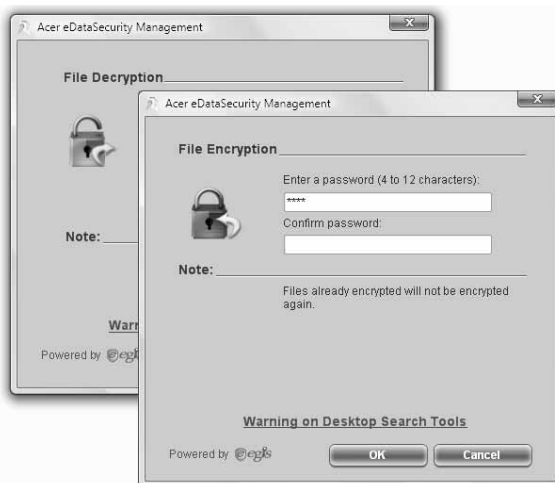 Acer eDataSecurity Management
x
File Decryption
Note:
Powered by
Acer eDataSecurity Management
x
File Encryption
Enter a password (4 to 12 characters):
****
Confirm password:
Note:
Files already encrypted will not be encrypted
again.
Warning on Desktop Search Tools
Powered by egis
OK
Cancel